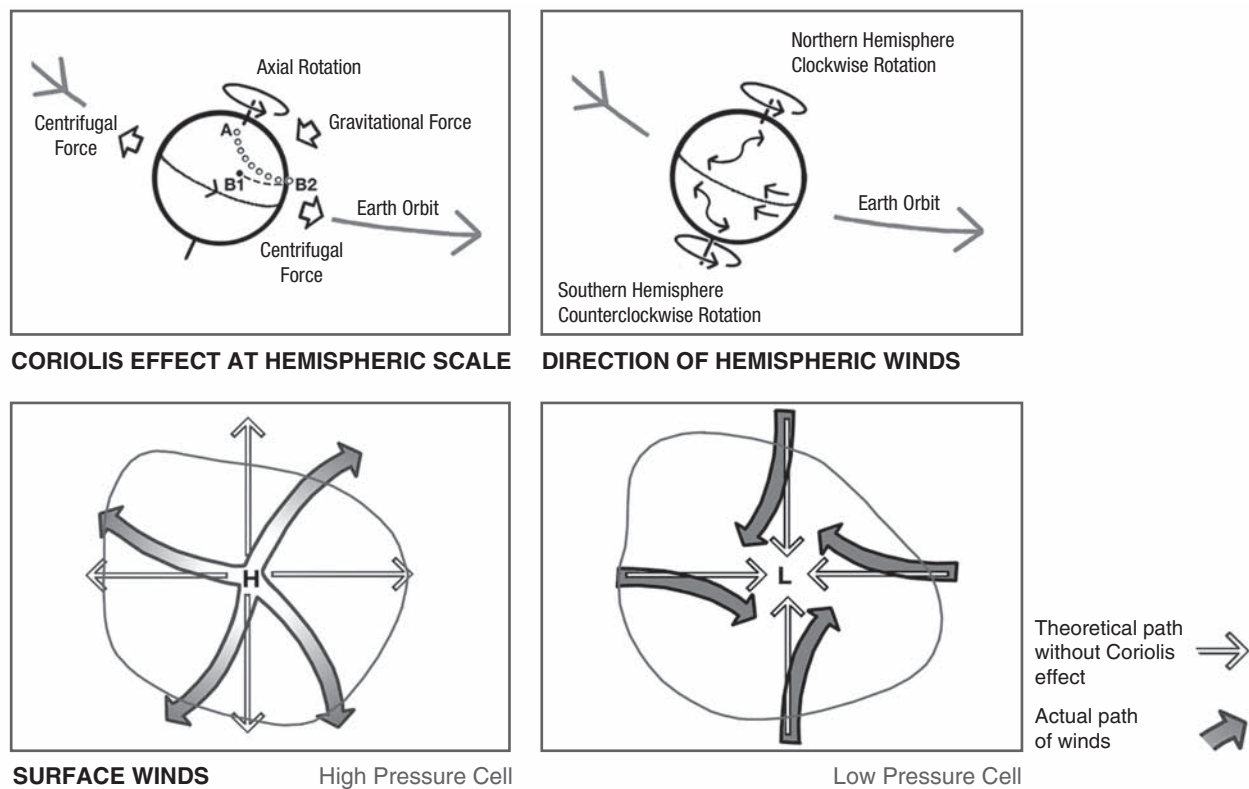 Axial Rotation
Centrifugal
Force
Gravitational Force
A
B1
B2
Earth Orbit
Centrifugal
Force
CORIOLIS EFFECT AT HEMISPHERIC SCALE
Northern Hemisphere
Clockwise Rotation
Earth Orbit
Southern Hemisphere
Counterclockwise Rotation
DIRECTION OF HEMISPHERIC WINDS
H
L
Theoretical path
without Coriolis
effect
Actual path
of winds
SURFACE WINDS
High Pressure Cell
Low Pressure Cell